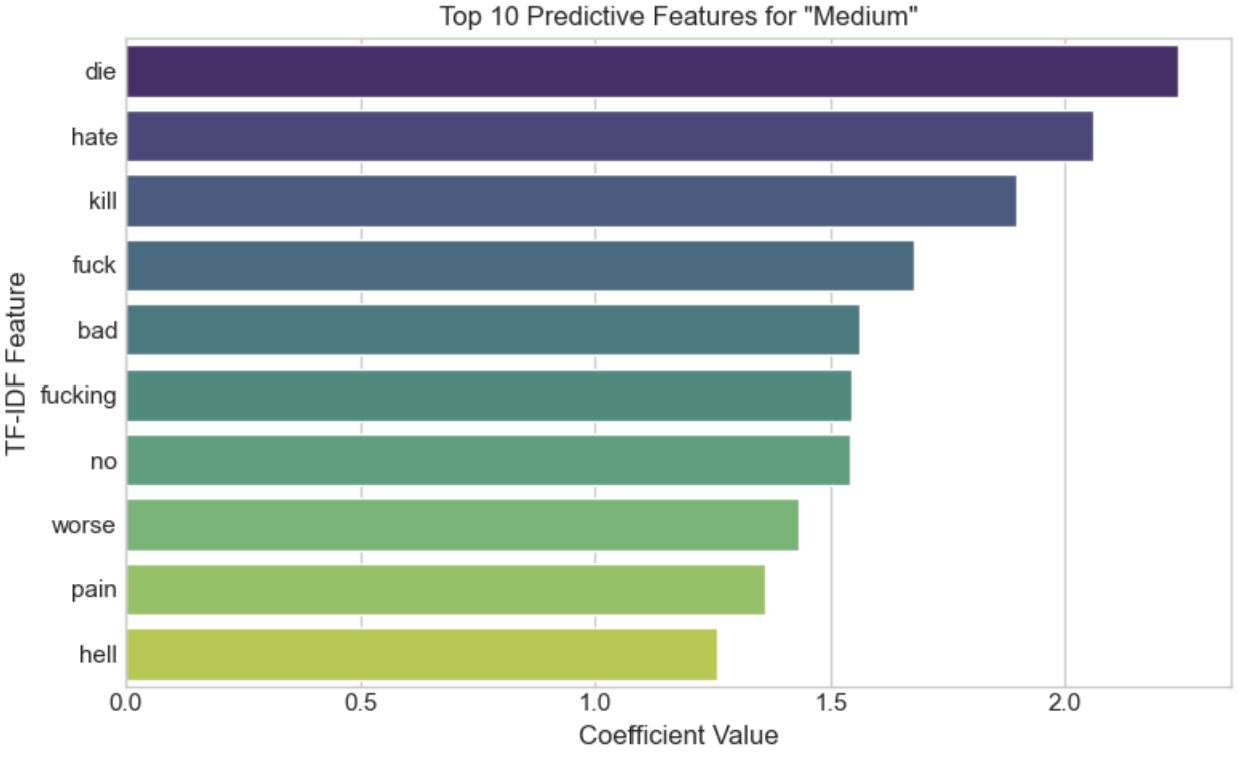 Top 10 Predictive Features for "Medium"
TF-IDF Feature
die
hate
kill
fuck
bad
fucking
no
worse
pain
hell
0.0 0.5 1.0 1.5 2.0
Coefficient Value